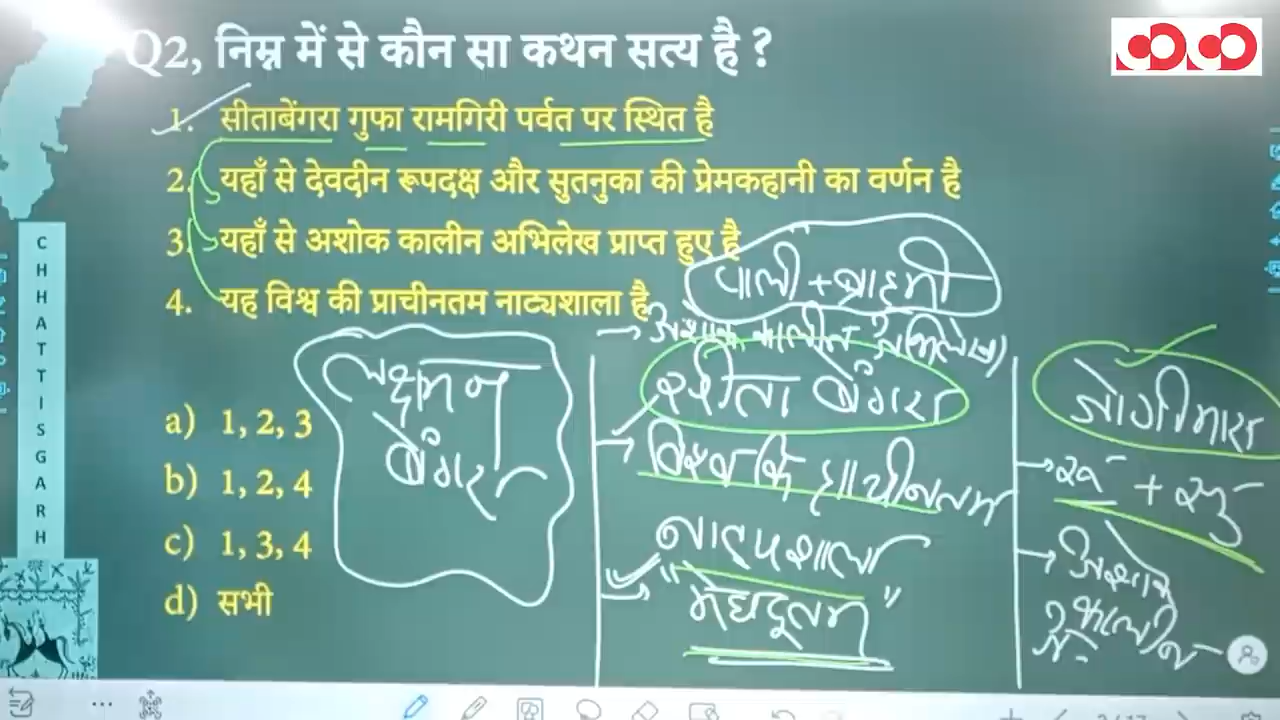 Q2, निम्न में से कौन सा कथन सत्य है ?
1. सीताबेंगरा गुफा रामगिरी पर्वत पर स्थित है
2. यहाँ से देवदीन रूपदक्ष और सुतनुका की प्रेमकहानी का वर्णन है
3. यहाँ से अशोक कालीन अभिलेख प्राप्त हुए है
4. यह विश्व की प्राचीनतम नाट्यशाला है
a) 1, 2, 3
b) 1, 2, 4
c) 1, 3, 4
d) सभी
CHHATTISGARH
पाली + ब्राह्मी
→ अशोक कालीन अभिलेख)
लक्ष्मण
बेंगरा
सीता बेंगरा
→ विश्व कि प्राचीनतम
नाट्यशाला
"मेघदूतम"
जोगीमारा
→ अशोक
कालीन